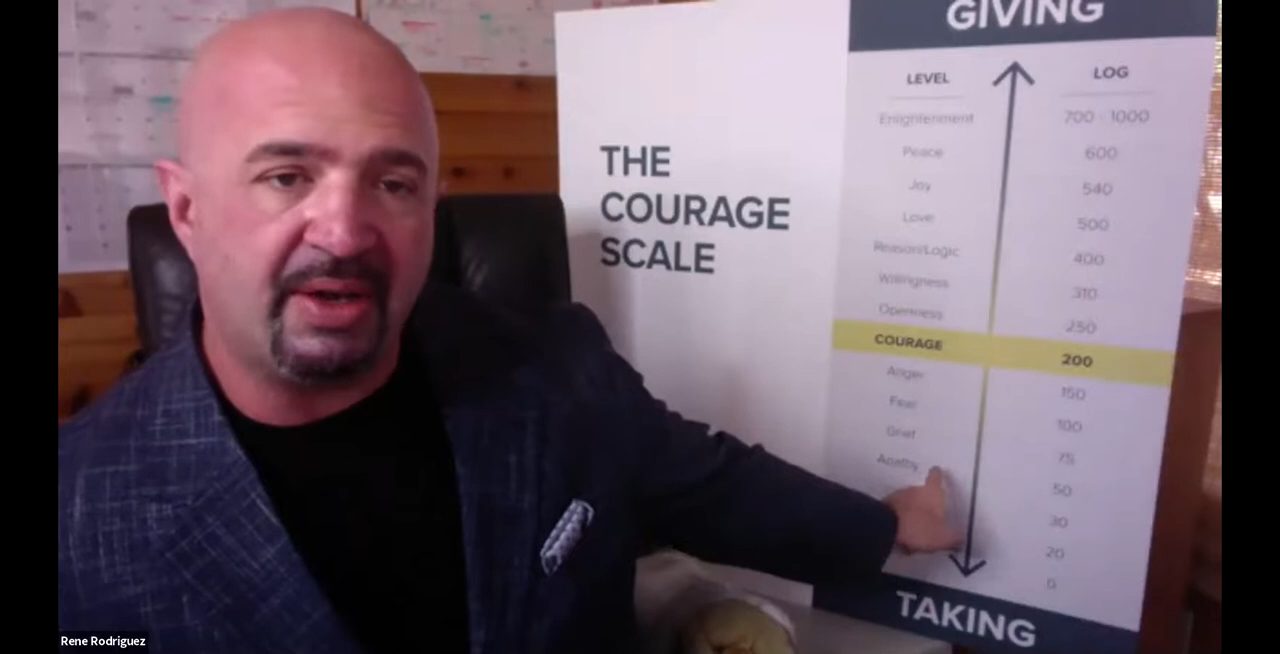 GIVING
LEVEL LOG
Enlightenment 700 - 1000
Peace 600
Joy 540
Love 500
Reason/Logic 400
Willingness 310
Openness 250
COURAGE 200
Anger 150
Fear 100
Grief 75
Apathy 50
30
20
0
TAKING
THE
COURAGE
SCALE
Rene Rodriguez